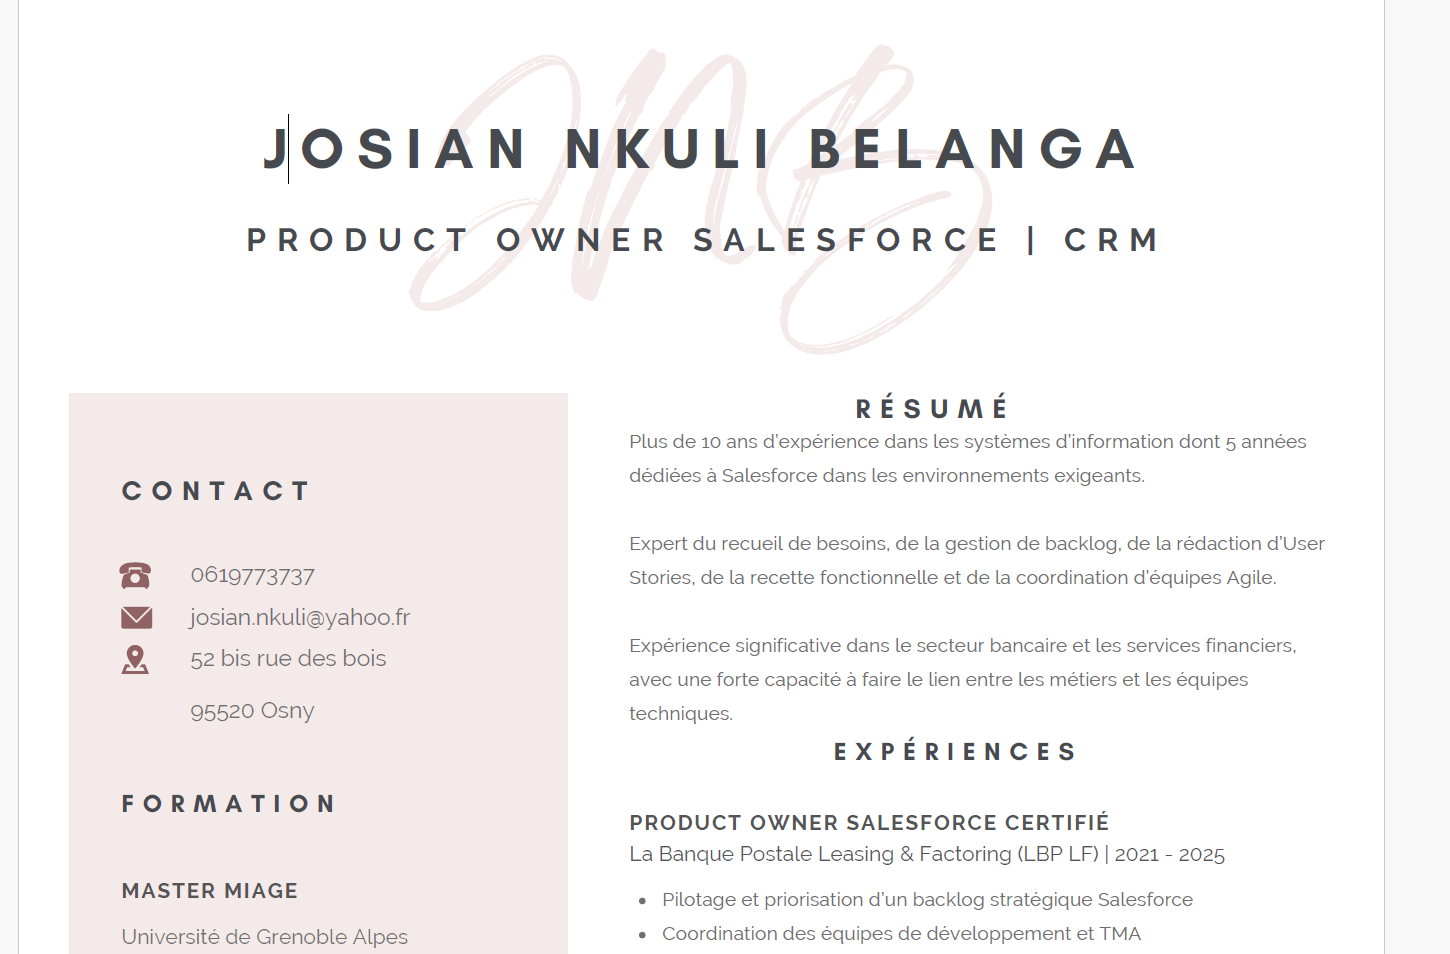 JNB
JOSIAN NKULI BELANGA
PRODUCT OWNER SALESFORCE | CRM
CONTACT
0619773737
josian.nkuli@yahoo.fr
52 bis rue des bois
95520 Osny
FORMATION
MASTER MIAGE
Université de Grenoble Alpes
RÉSUMÉ
Plus de 10 ans d'expérience dans les systèmes d'information dont 5 années
dédiées à Salesforce dans les environnements exigeants.
Expert du recueil de besoins, de la gestion de backlog, de la rédaction d'User
Stories, de la recette fonctionnelle et de la coordination d'équipes Agile.
Expérience significative dans le secteur bancaire et les services financiers,
avec une forte capacité à faire le lien entre les métiers et les équipes
techniques.
EXPÉRIENCES
PRODUCT OWNER SALESFORCE CERTIFIÉ
La Banque Postale Leasing & Factoring (LBP LF) | 2021 - 2025
• Pilotage et priorisation d'un backlog stratégique Salesforce
• Coordination des équipes de développement et TMA